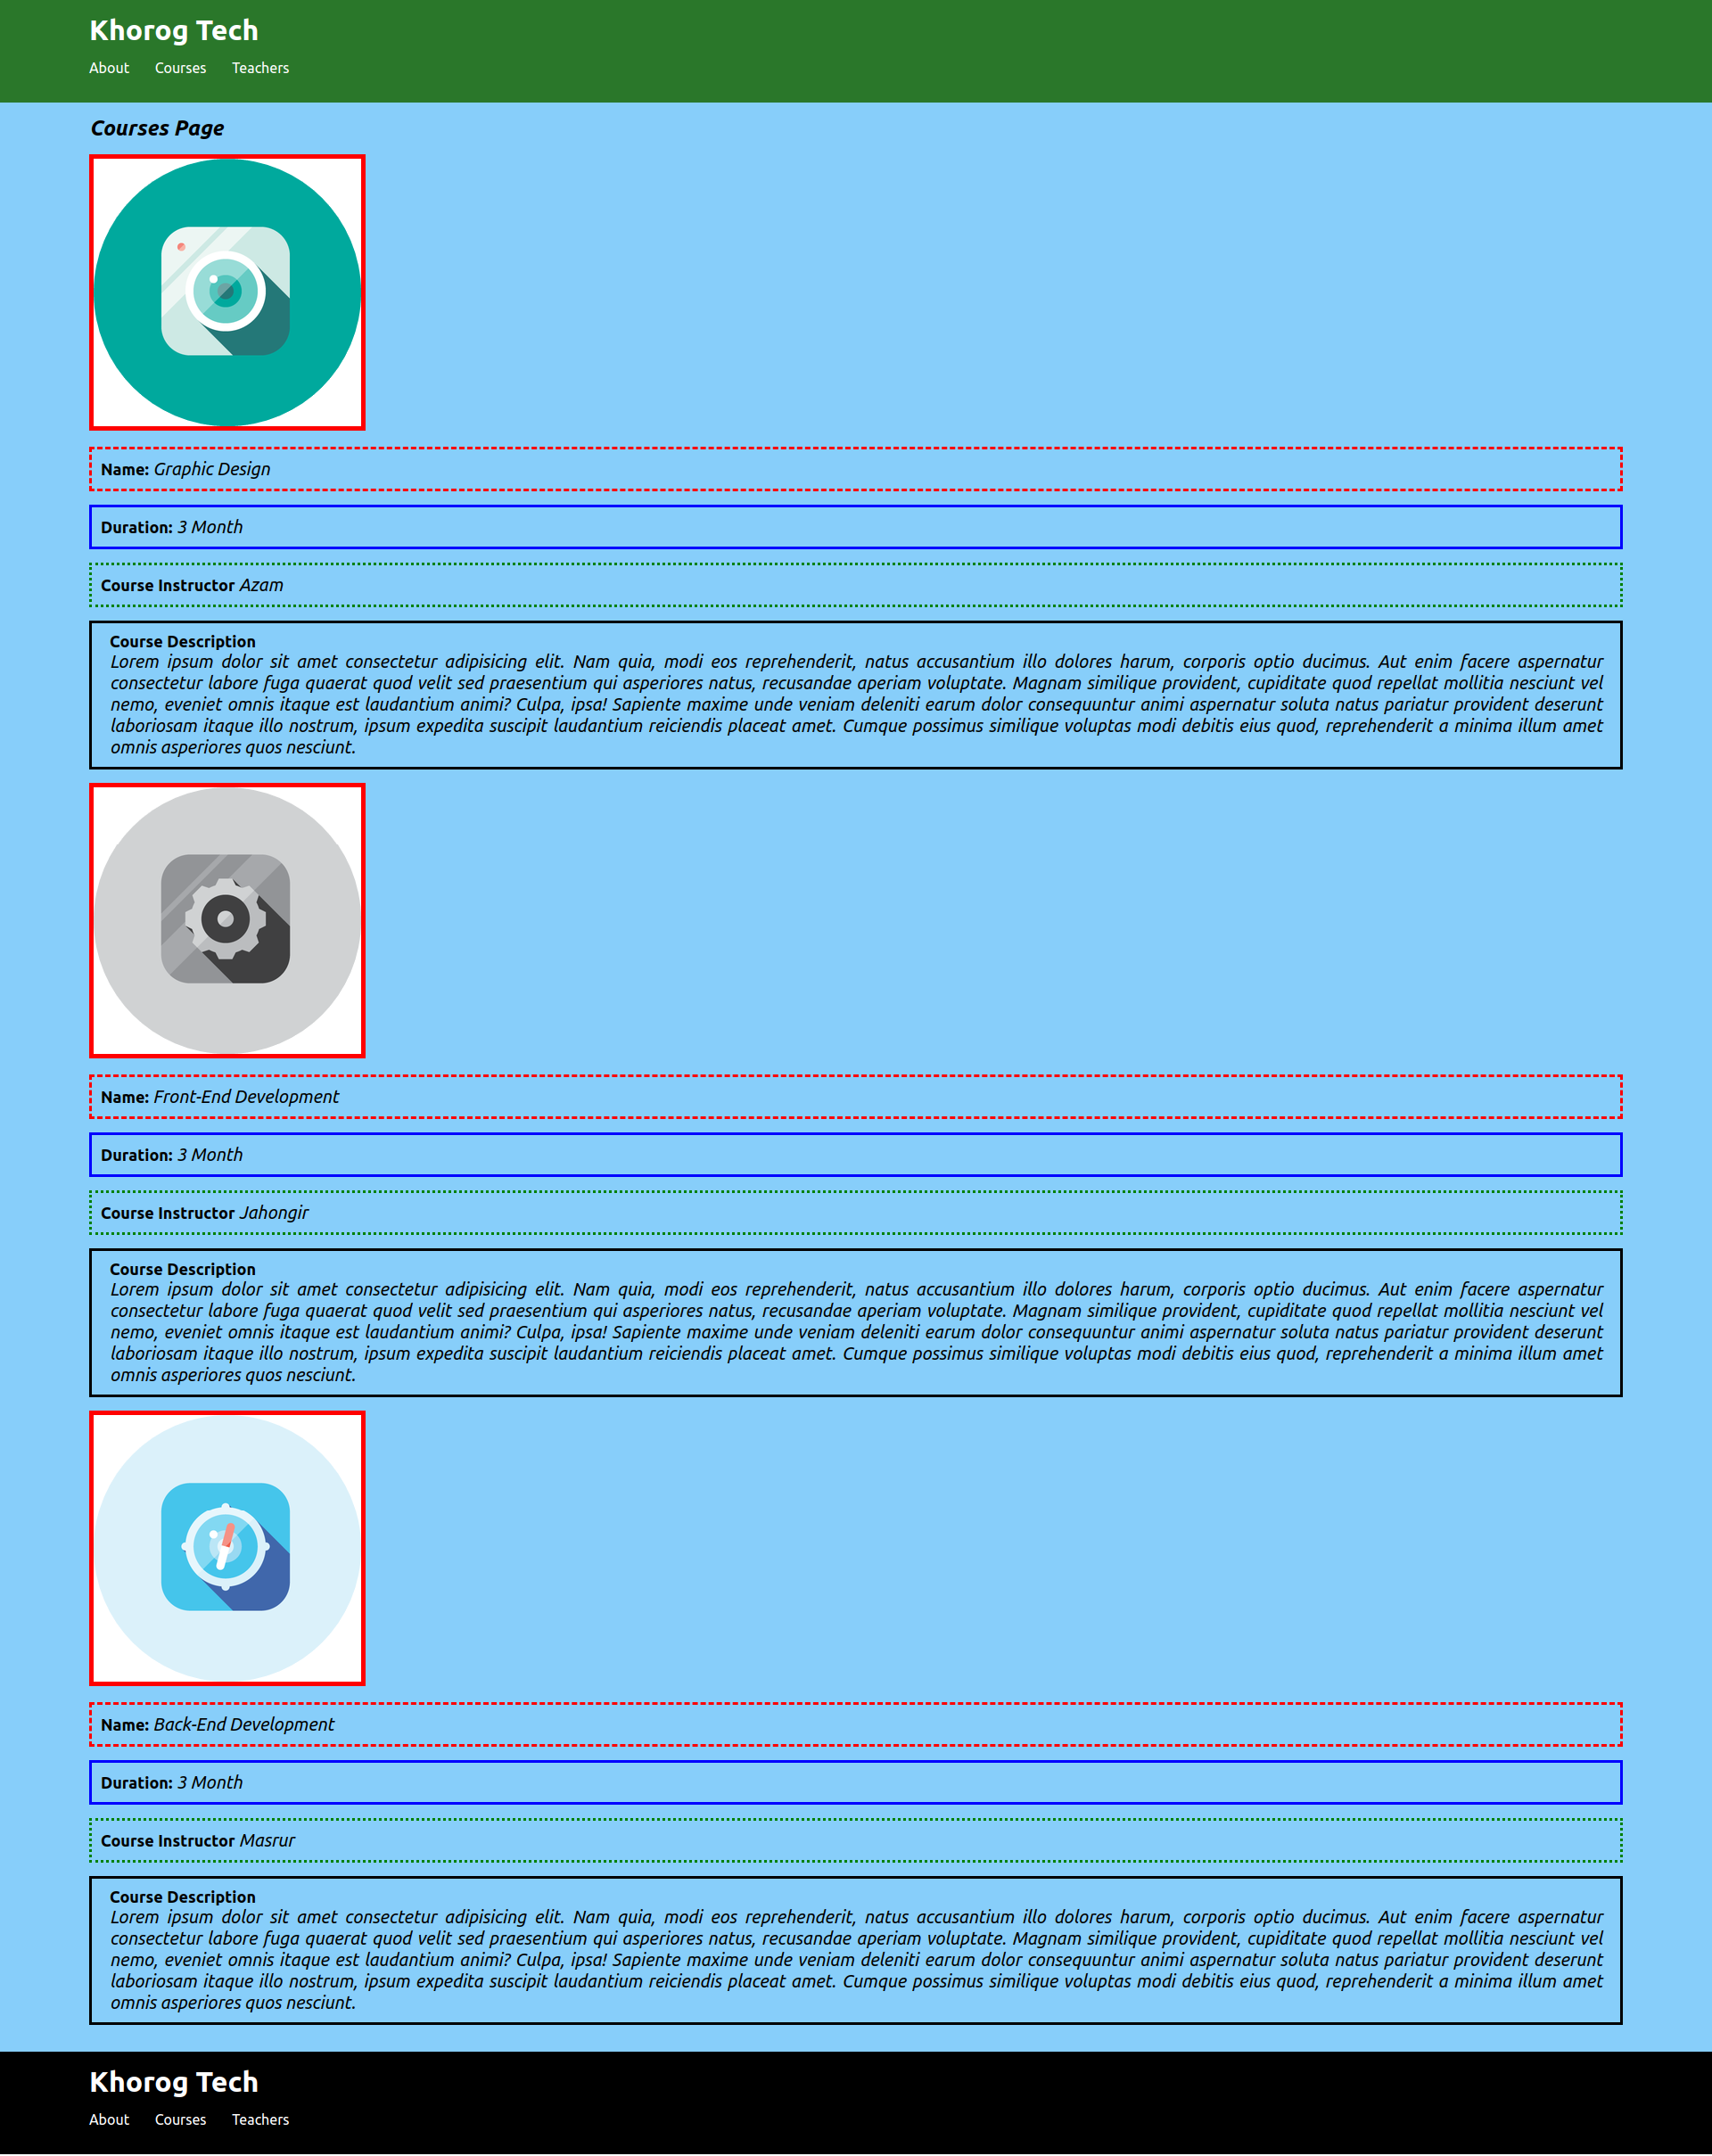 Khorog Tech
About Courses Teachers
Courses Page
Name: Graphic Design
Duration: 3 Month
Course Instructor Azam
Course Description
Lorem ipsum dolor sit amet consectetur adipisicing elit. Nam quia, modi eos reprehenderit, natus accusantium illo dolores harum, corporis optio ducimus. Aut enim facere aspernatur
consectetur labore fuga quaerat quod velit sed praesentium qui asperiores natus, recusandae aperiam voluptate. Magnam similique provident, cupiditate quod repellat mollitia nesciunt vel
nemo, eveniet omnis itaque est laudantium animi? Culpa, ipsa! Sapiente maxime unde veniam deleniti earum dolor consequuntur animi aspernatur soluta natus pariatur provident deserunt
laboriosam itaque illo nostrum, ipsum expedita suscipit laudantium reiciendis placeat amet. Cumque possimus similique voluptas modi debitis eius quod, reprehenderit a minima illum amet
omnis asperiores quos nesciunt.
Name: Front-End Development
Duration: 3 Month
Course Instructor Jahongir
Course Description
Lorem ipsum dolor sit amet consectetur adipisicing elit. Nam quia, modi eos reprehenderit, natus accusantium illo dolores harum, corporis optio ducimus. Aut enim facere aspernatur
consectetur labore fuga quaerat quod velit sed praesentium qui asperiores natus, recusandae aperiam voluptate. Magnam similique provident, cupiditate quod repellat mollitia nesciunt vel
nemo, eveniet omnis itaque est laudantium animi? Culpa, ipsa! Sapiente maxime unde veniam deleniti earum dolor consequuntur animi aspernatur soluta natus pariatur provident deserunt
laboriosam itaque illo nostrum, ipsum expedita suscipit laudantium reiciendis placeat amet. Cumque possimus similique voluptas modi debitis eius quod, reprehenderit a minima illum amet
omnis asperiores quos nesciunt.
Name: Back-End Development
Duration: 3 Month
Course Instructor Masrur
Course Description
Lorem ipsum dolor sit amet consectetur adipisicing elit. Nam quia, modi eos reprehenderit, natus accusantium illo dolores harum, corporis optio ducimus. Aut enim facere aspernatur
consectetur labore fuga quaerat quod velit sed praesentium qui asperiores natus, recusandae aperiam voluptate. Magnam similique provident, cupiditate quod repellat mollitia nesciunt vel
nemo, eveniet omnis itaque est laudantium animi? Culpa, ipsa! Sapiente maxime unde veniam deleniti earum dolor consequuntur animi aspernatur soluta natus pariatur provident deserunt
laboriosam itaque illo nostrum, ipsum expedita suscipit laudantium reiciendis placeat amet. Cumque possimus similique voluptas modi debitis eius quod, reprehenderit a minima illum amet
omnis asperiores quos nesciunt.
Khorog Tech
About Courses Teachers